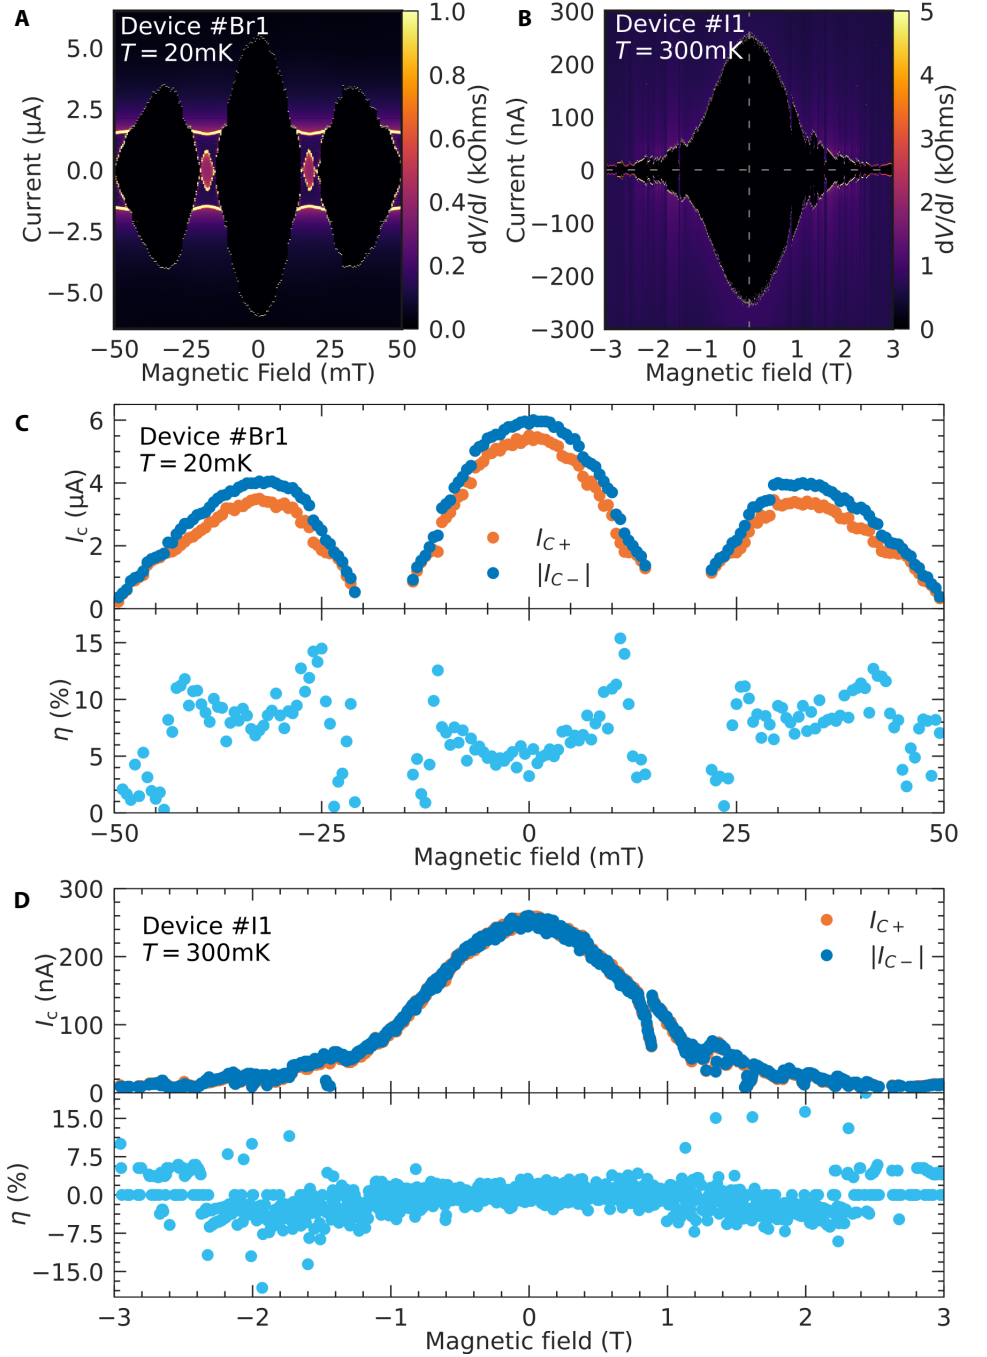 A
Device #Br1
T = 20mK
Current (μA)
5.0
2.5
0.0
−2.5
−5.0
−50
−25
0
25
50
Magnetic Field (mT)
1.0
0.8
0.6
0.4
0.2
0.0
dV/dI (kOhms)
B
Device #I1
T = 300mK
Current (nA)
300
200
100
0
−100
−200
−300
−3
−2
−1
0
1
2
3
Magnetic field (T)
5
4
3
2
1
0
dV/dI (kOhms)
C
Device #Br1
T = 20mK
Ic (μA)
6
4
2
0
IC+
|IC−|
η (%)
15
10
5
0
−50
−25
0
25
50
Magnetic field (mT)
D
Device #I1
T = 300mK
Ic (nA)
300
200
100
0
IC+
|IC−|
η (%)
15.0
7.5
0.0
−7.5
−15.0
−3
−2
−1
0
1
2
3
Magnetic field (T)